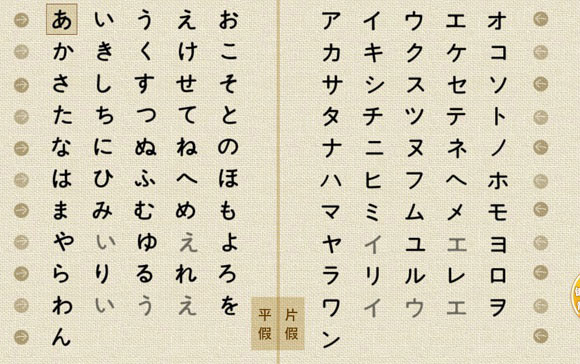 あ い う え お
か き く け こ
さ し す せ そ
た ち つ て と
な に ぬ ね の
は ひ ふ へ ほ
ま み む め も
や い ゆ え よ
ら り る れ ろ
わ い う え を
ん
ア イ ウ エ オ
カ キ ク ケ コ
サ シ ス セ ソ
タ チ ツ テ ト
ナ ニ ヌ ネ ノ
ハ ヒ フ ヘ ホ
マ ミ ム メ モ
ヤ イ ユ エ ヨ
ラ リ ル レ ロ
ワ イ ウ エ ヲ
ン
平假
片假